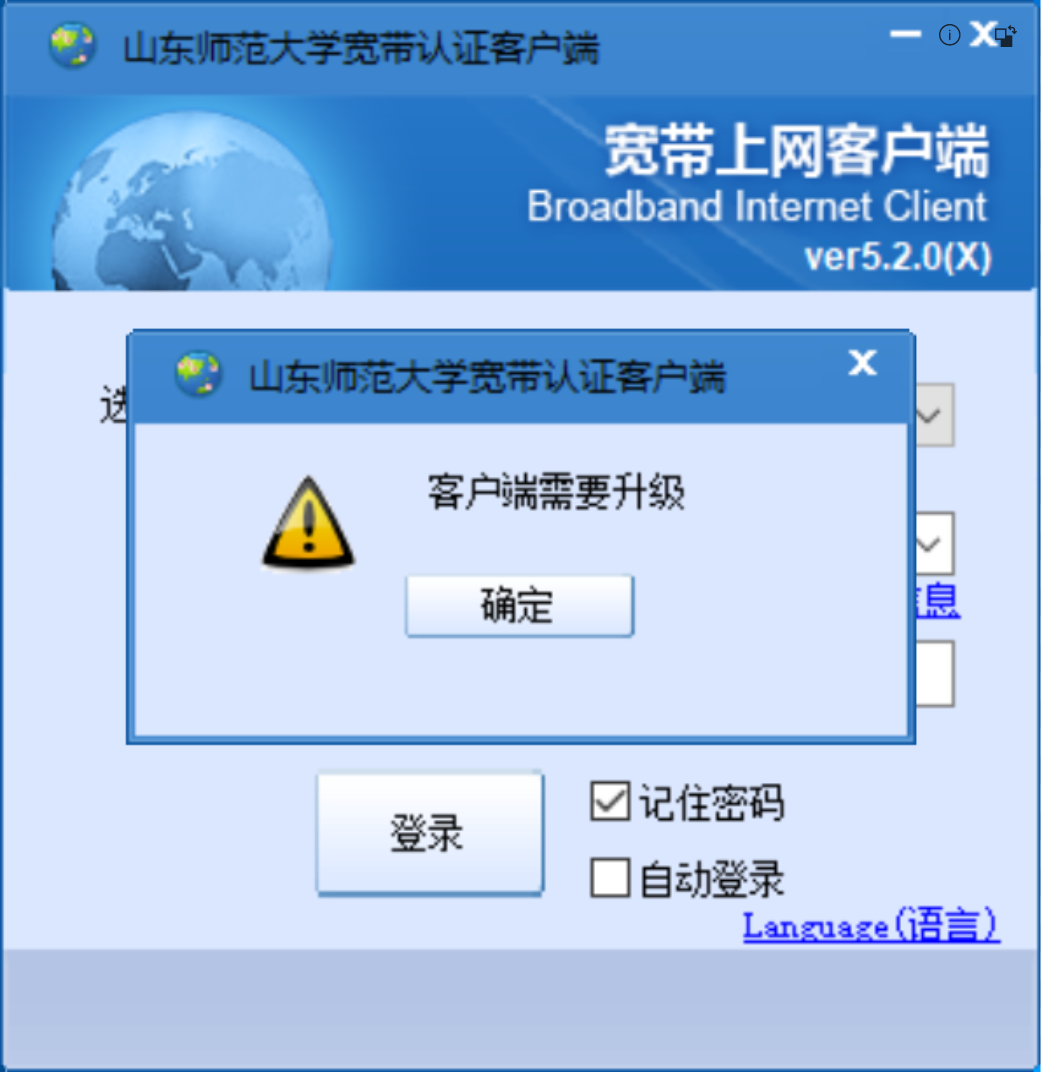 山东师范大学宽带认证客户端
宽带上网客户端
Broadband Internet Client
ver5.2.0(X)
山东师范大学宽带认证客户端
选
客户端需要升级
确定
息
登录
记住密码
自动登录
Language(语言)